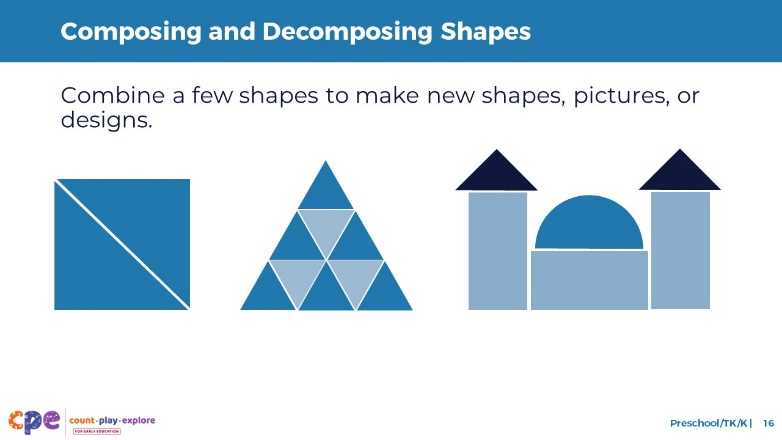 Composing and Decomposing Shapes
Combine a few shapes to make new shapes, pictures, or
designs.
cpe
count·play·explore
FOR EARLY EDUCATION
Preschool/TK/K | 16